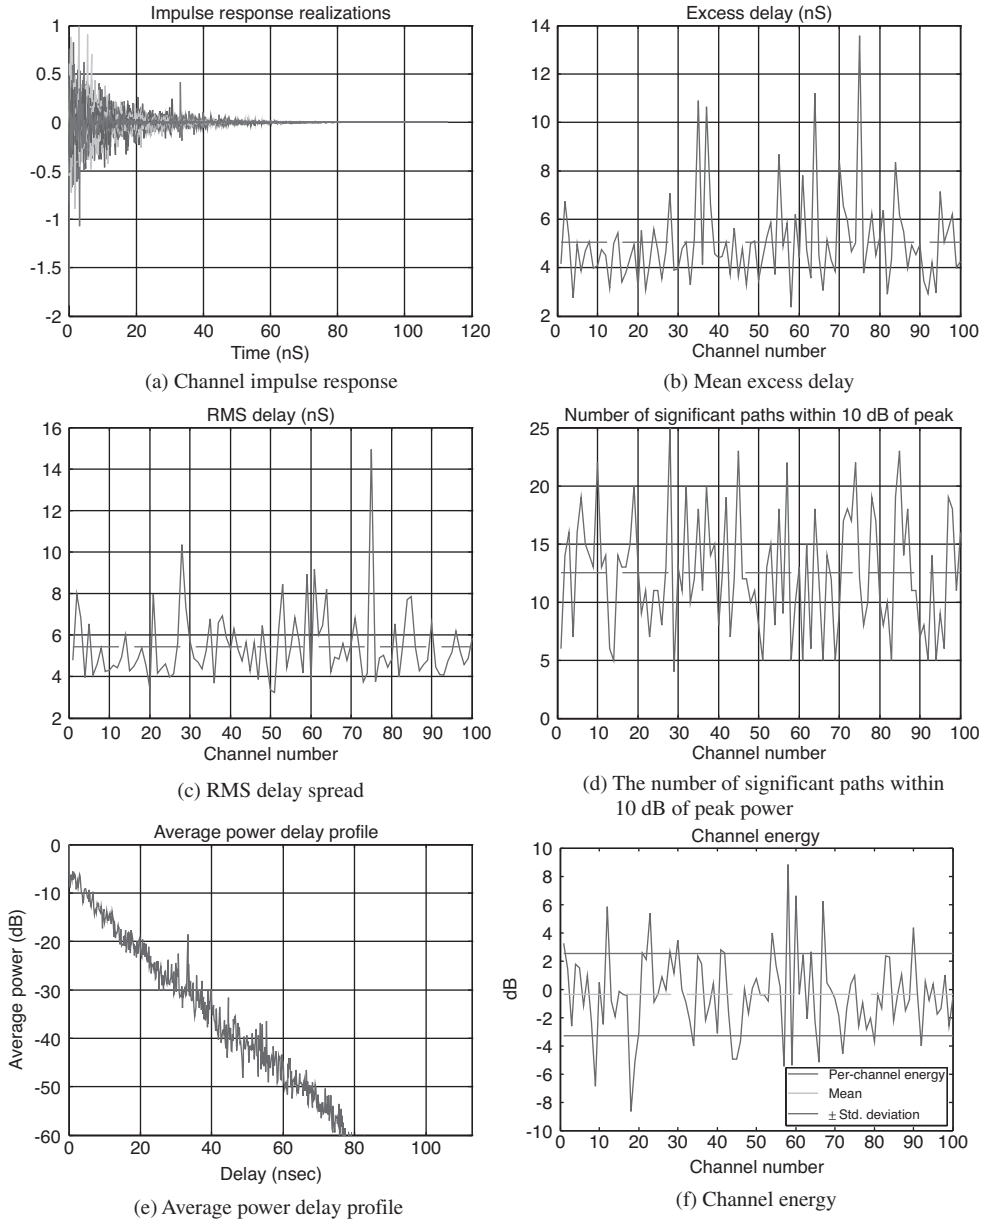 Impulse response realizations
1
0.5
0
-0.5
-1
-1.5
-2
0 20 40 60 80 100 120
Time (nS)
(a) Channel impulse response
Excess delay (nS)
14
12
10
8
6
4
2
0 10 20 30 40 50 60 70 80 90 100
Channel number
(b) Mean excess delay
RMS delay (nS)
16
14
12
10
8
6
4
2
0 10 20 30 40 50 60 70 80 90 100
Channel number
(c) RMS delay spread
Number of significant paths within 10 dB of peak
25
20
15
10
5
0
0 10 20 30 40 50 60 70 80 90 100
Channel number
(d) The number of significant paths within
10 dB of peak power
Average power delay profile
Average power (dB)
0
-10
-20
-30
-40
-50
-60
0 20 40 60 80 100
Delay (nsec)
(e) Average power delay profile
Channel energy
dB
10
8
6
4
2
0
-2
-4
-6
-8
-10
Per-channel energy
Mean
± Std. deviation
0 10 20 30 40 50 60 70 80 90 100
Channel number
(f) Channel energy